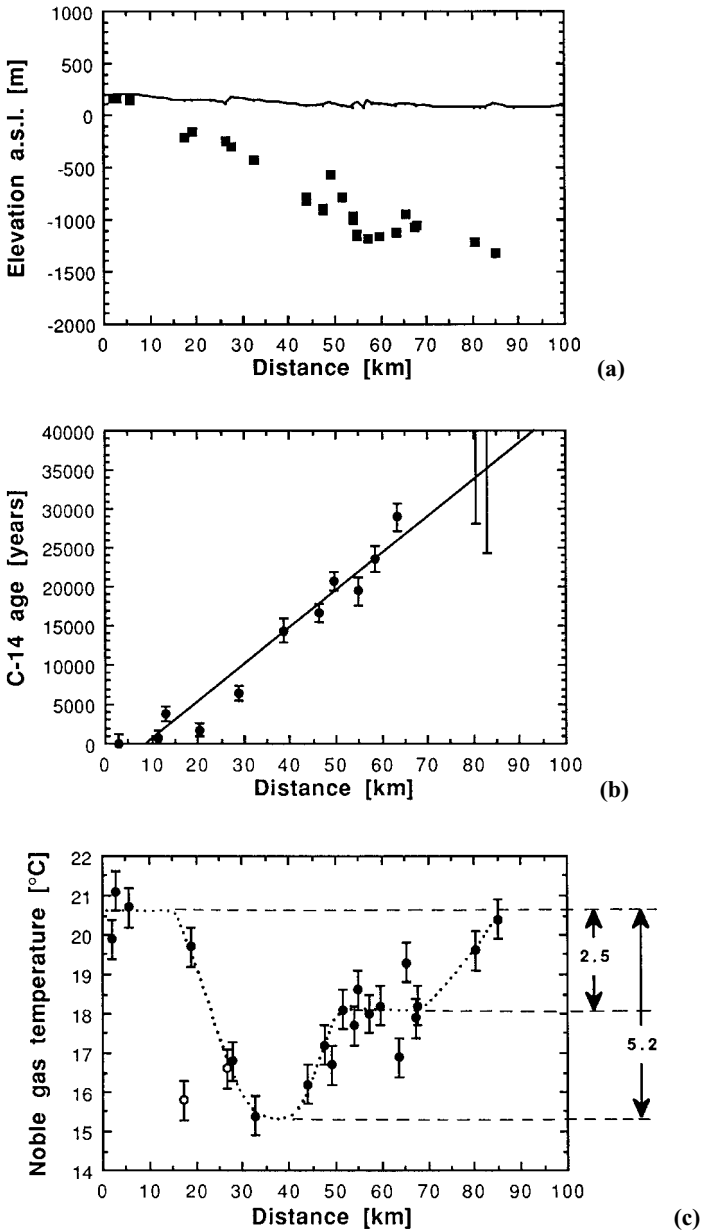 1000
500
0
-500
-1000
-1500
-2000
Elevation a.s.l. [m]
0 10 20 30 40 50 60 70 80 90 100
Distance [km]
(a)
40000
35000
30000
25000
20000
15000
10000
5000
0
C-14 age [years]
0 10 20 30 40 50 60 70 80 90 100
Distance [km]
(b)
22
21
20
19
18
17
16
15
14
Noble gas temperature [°C]
2.5
5.2
0 10 20 30 40 50 60 70 80 90 100
Distance [km]
(c)